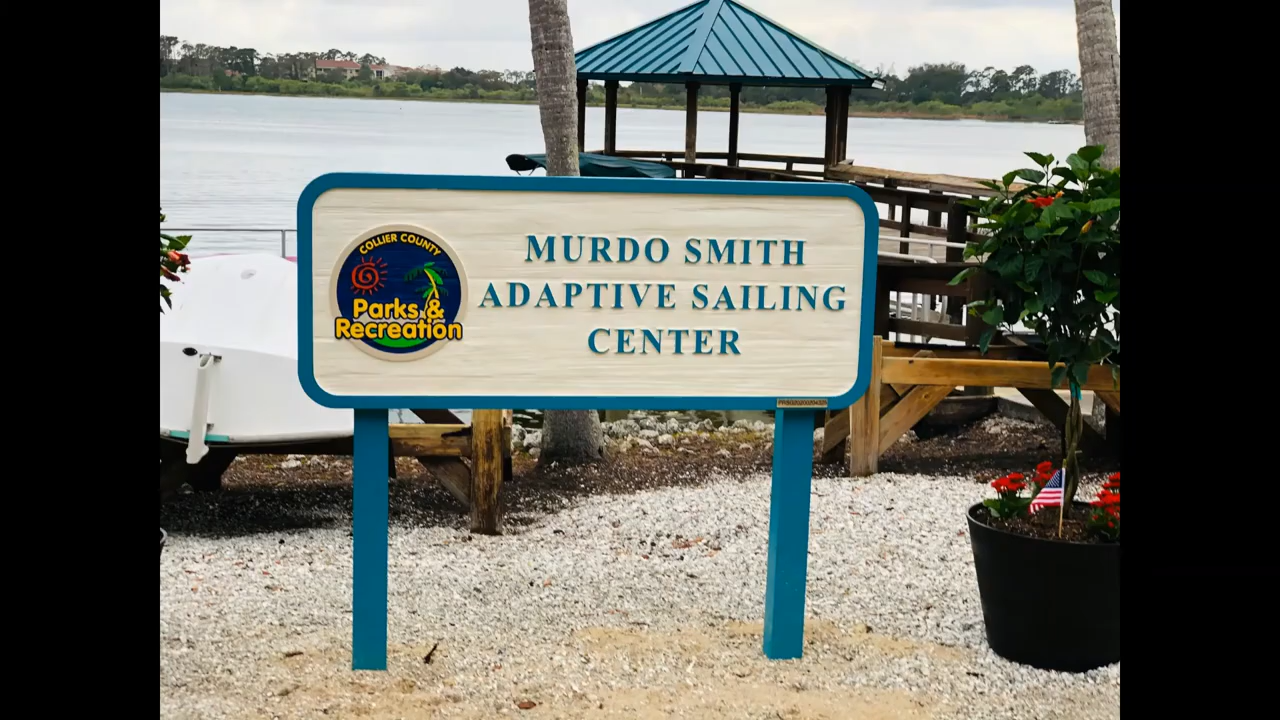 COLLIER COUNTY
Parks &
Recreation
MURDO SMITH
ADAPTIVE SAILING
CENTER